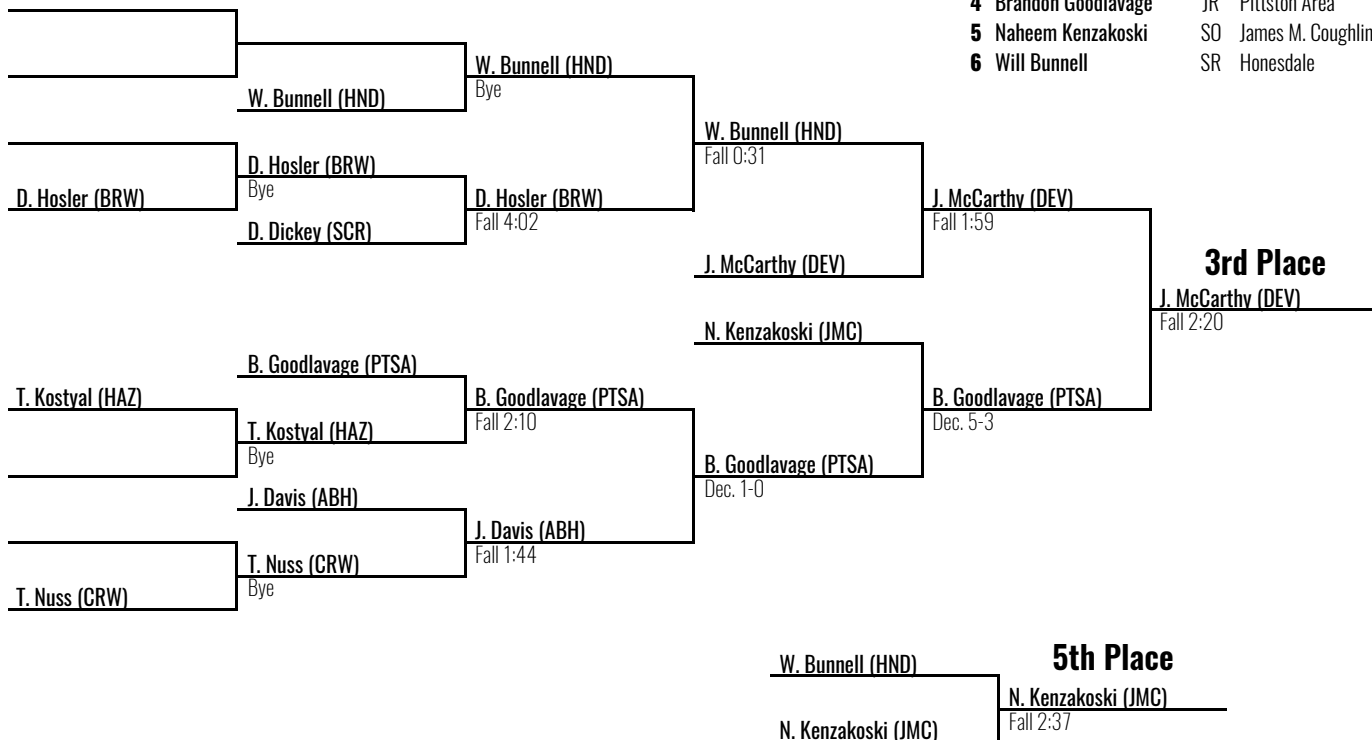 4 Brandon Goodlavage JR Pittston Area
5 Naheem Kenzakoski SO James M. Coughlin
6 Will Bunnell SR Honesdale
W. Bunnell (HND)
Bye
W. Bunnell (HND)
W. Bunnell (HND)
Fall 0:31
D. Hosler (BRW)
Bye
D. Hosler (BRW)
D. Hosler (BRW)
Fall 4:02
J. McCarthy (DEV)
Fall 1:59
D. Dickey (SCR)
J. McCarthy (DEV)
3rd Place
J. McCarthy (DEV)
Fall 2:20
N. Kenzakoski (JMC)
B. Goodlavage (PTSA)
T. Kostyal (HAZ)
B. Goodlavage (PTSA)
Fall 2:10
B. Goodlavage (PTSA)
Dec. 5-3
T. Kostyal (HAZ)
Bye
B. Goodlavage (PTSA)
Dec. 1-0
J. Davis (ABH)
J. Davis (ABH)
Fall 1:44
T. Nuss (CRW)
Bye
T. Nuss (CRW)
5th Place
W. Bunnell (HND)
N. Kenzakoski (JMC)
Fall 2:37
N. Kenzakoski (JMC)